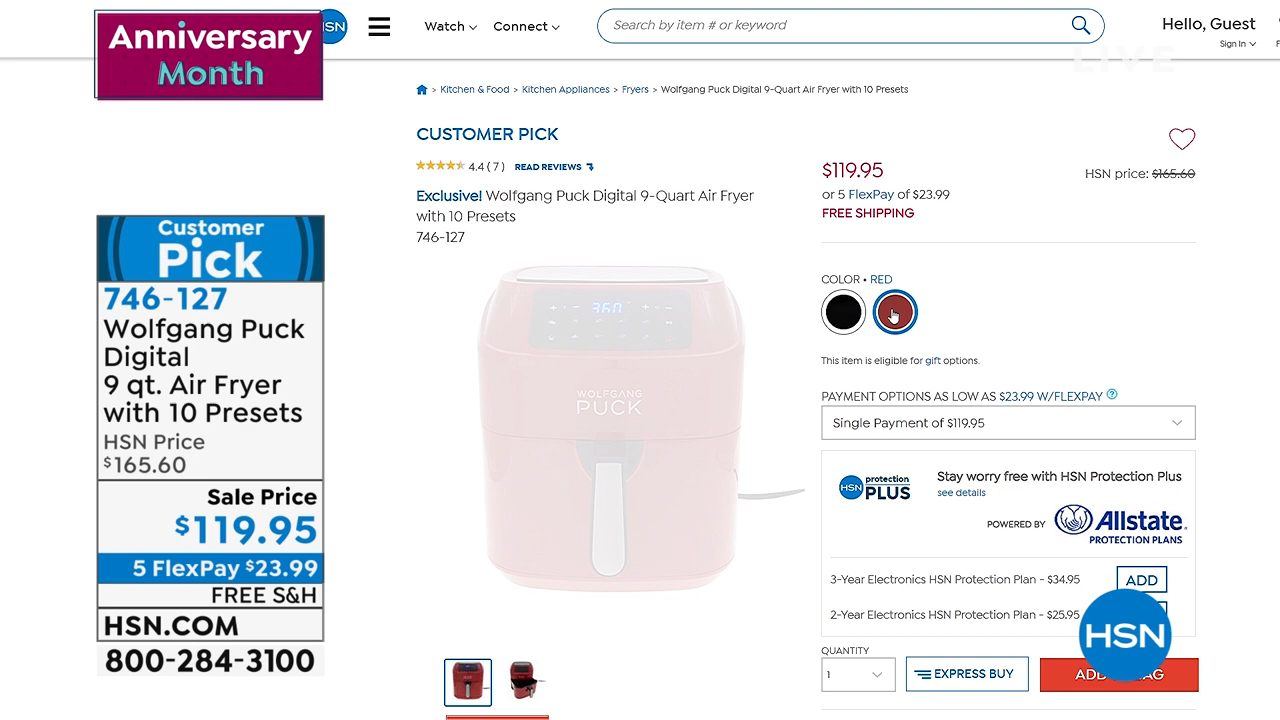 Anniversary
Month
HSN
Watch
Connect
Search by item # or keyword
Hello, Guest
Sign In
LIVE
> Kitchen & Food > Kitchen Appliances > Fryers > Wolfgang Puck Digital 9-Quart Air Fryer with 10 Presets
CUSTOMER PICK
4.4 ( 7 ) READ REVIEWS
Exclusive! Wolfgang Puck Digital 9-Quart Air Fryer
with 10 Presets
746-127
360
WOLFGANG
PUCK
$119.95
HSN price: $165.60
or 5 FlexPay of $23.99
FREE SHIPPING
COLOR • RED
This item is eligible for gift options.
PAYMENT OPTIONS AS LOW AS $23.99 W/FLEXPAY ?
Single Payment of $119.95
HSN protection
PLUS
Stay worry free with HSN Protection Plus
see details
POWERED BY Allstate.
PROTECTION PLANS
3-Year Electronics HSN Protection Plan - $34.95 ADD
2-Year Electronics HSN Protection Plan - $25.95
HSN
QUANTITY
1
EXPRESS BUY
Customer
Pick
746-127
Wolfgang Puck
Digital
9 qt. Air Fryer
with 10 Presets
HSN Price
$165.60
Sale Price
$119.95
5 FlexPay $23.99
FREE S&H
HSN.COM
800-284-3100